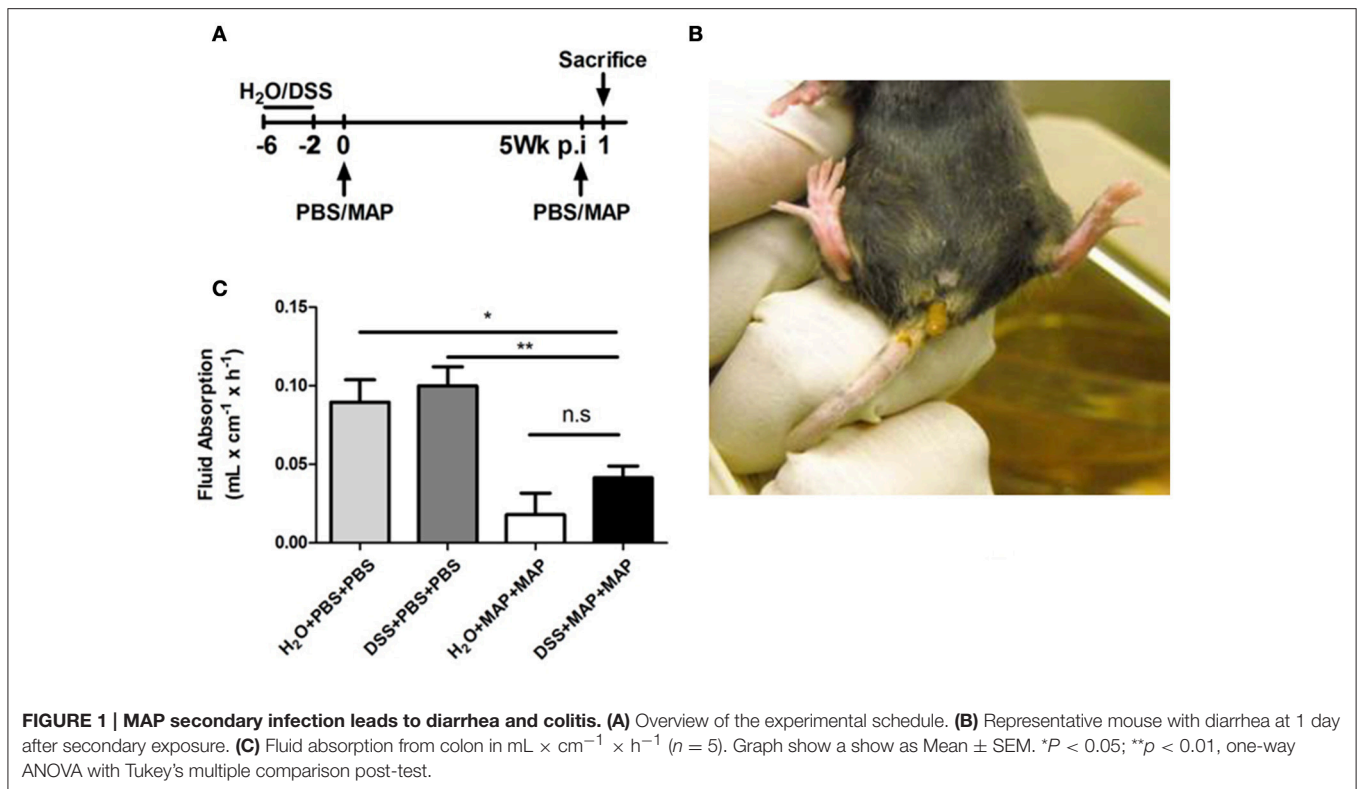 A
Sacrifice
H₂O/DSS
-6 -2 0 5Wk p.i 1
PBS/MAP PBS/MAP
B
C
Fluid Absorption
(mL x cm⁻¹ x h⁻¹)
0.15
0.10
0.05
0.00
*
**
n.s
H₂O+PBS+PBS
DSS+PBS+PBS
H₂O+MAP+MAP
DSS+MAP+MAP
FIGURE 1 | MAP secondary infection leads to diarrhea and colitis. (A) Overview of the experimental schedule. (B) Representative mouse with diarrhea at 1 day
after secondary exposure. (C) Fluid absorption from colon in mL × cm⁻¹ × h⁻¹ (n = 5). Graph show a show as Mean ± SEM. *P < 0.05; **p < 0.01, one-way
ANOVA with Tukey's multiple comparison post-test.